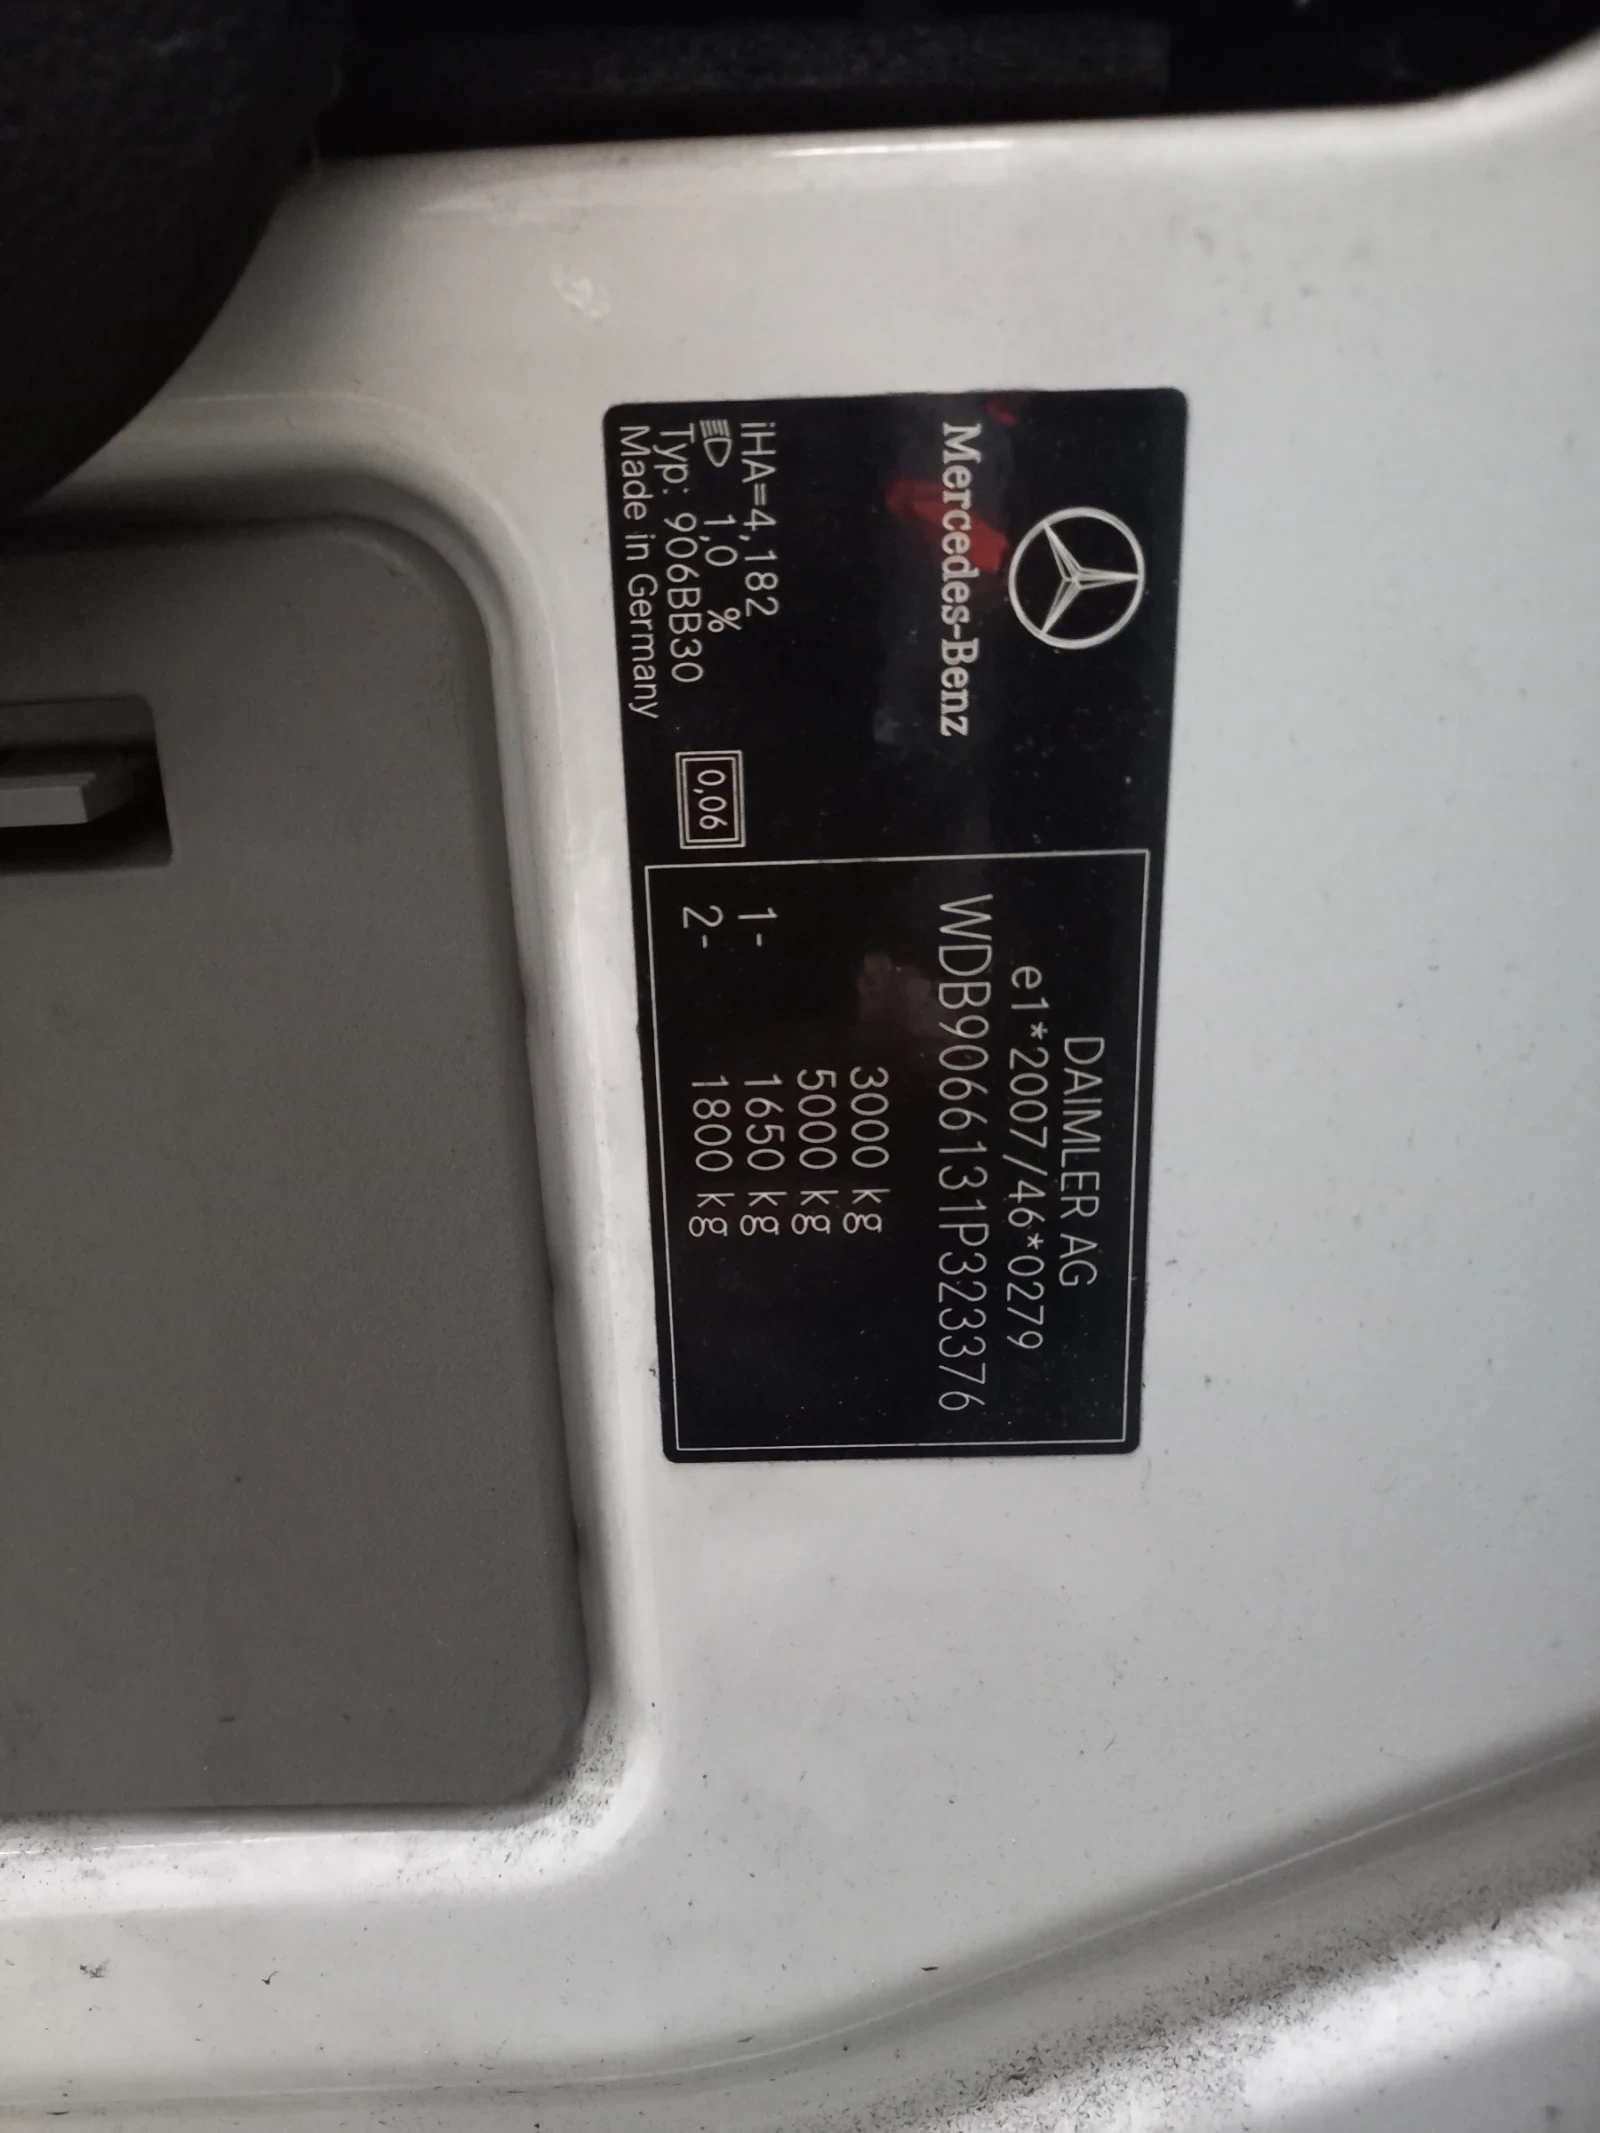 Mercedes-Benz
iHA=4,182
1,0 %
Typ: 906BB30
Made in Germany
0,06
DAIMLER AG
e1*2007/46*0279
WDB9066131P323376
3000 kg
5000 kg
1- 1650 kg
2- 1800 kg